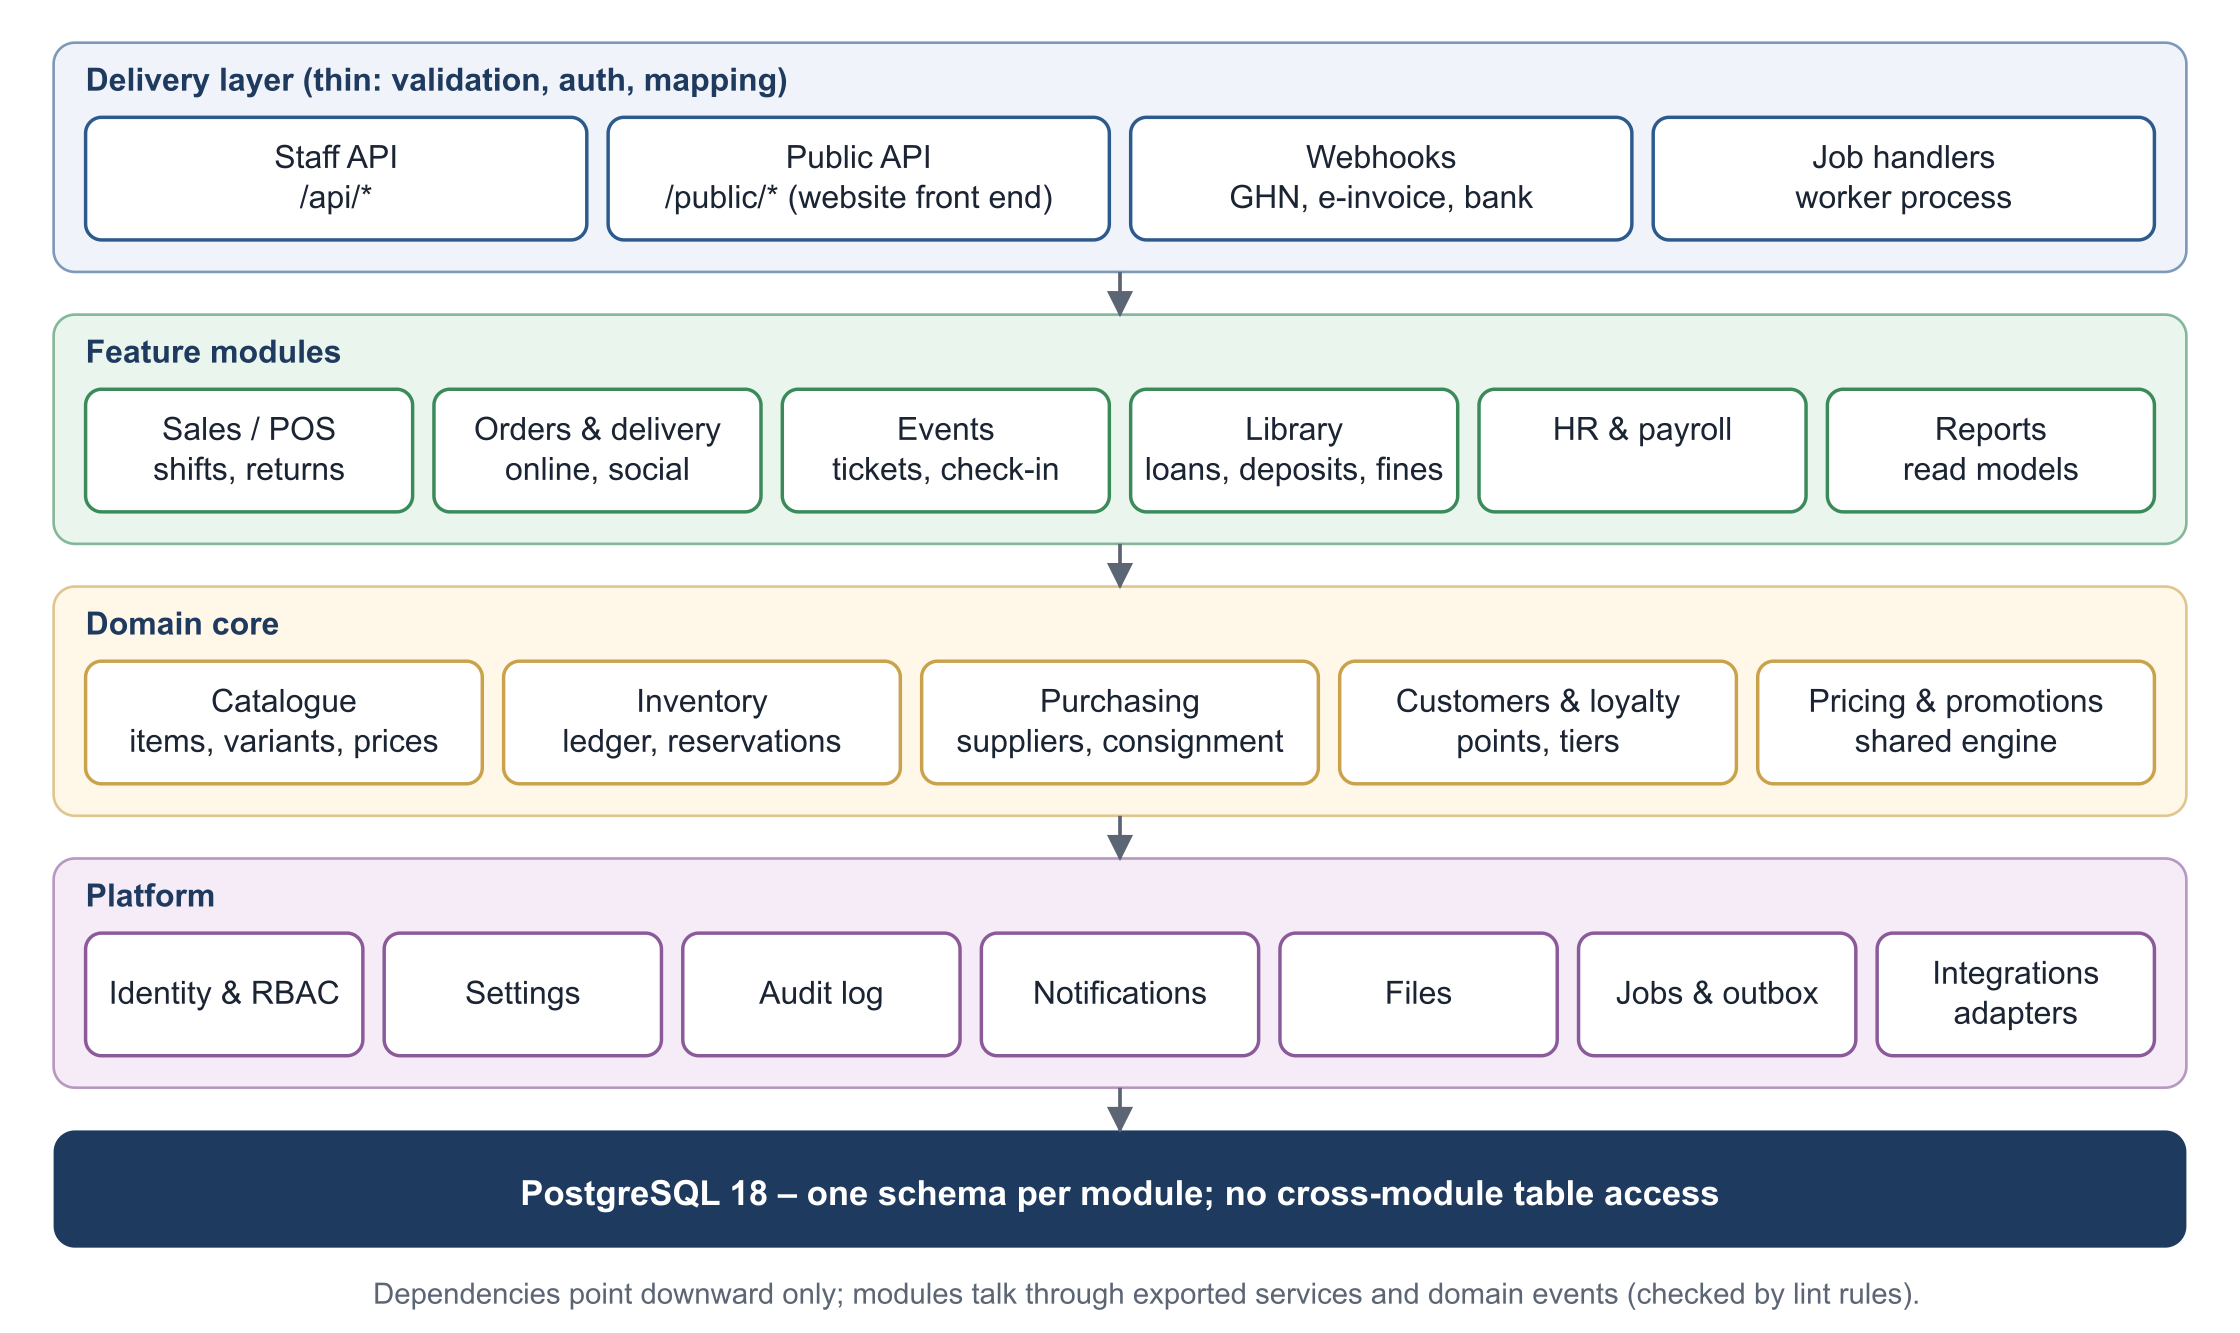 Delivery layer (thin: validation, auth, mapping)
Staff API
/api/*
Public API
/public/* (website front end)
Webhooks
GHN, e-invoice, bank
Job handlers
worker process
Feature modules
Sales / POS
shifts, returns
Orders & delivery
online, social
Events
tickets, check-in
Library
loans, deposits, fines
HR & payroll
Reports
read models
Domain core
Catalogue
items, variants, prices
Inventory
ledger, reservations
Purchasing
suppliers, consignment
Customers & loyalty
points, tiers
Pricing & promotions
shared engine
Platform
Identity & RBAC
Settings
Audit log
Notifications
Files
Jobs & outbox
Integrations
adapters
PostgreSQL 18 – one schema per module; no cross-module table access
Dependencies point downward only; modules talk through exported services and domain events (checked by lint rules).